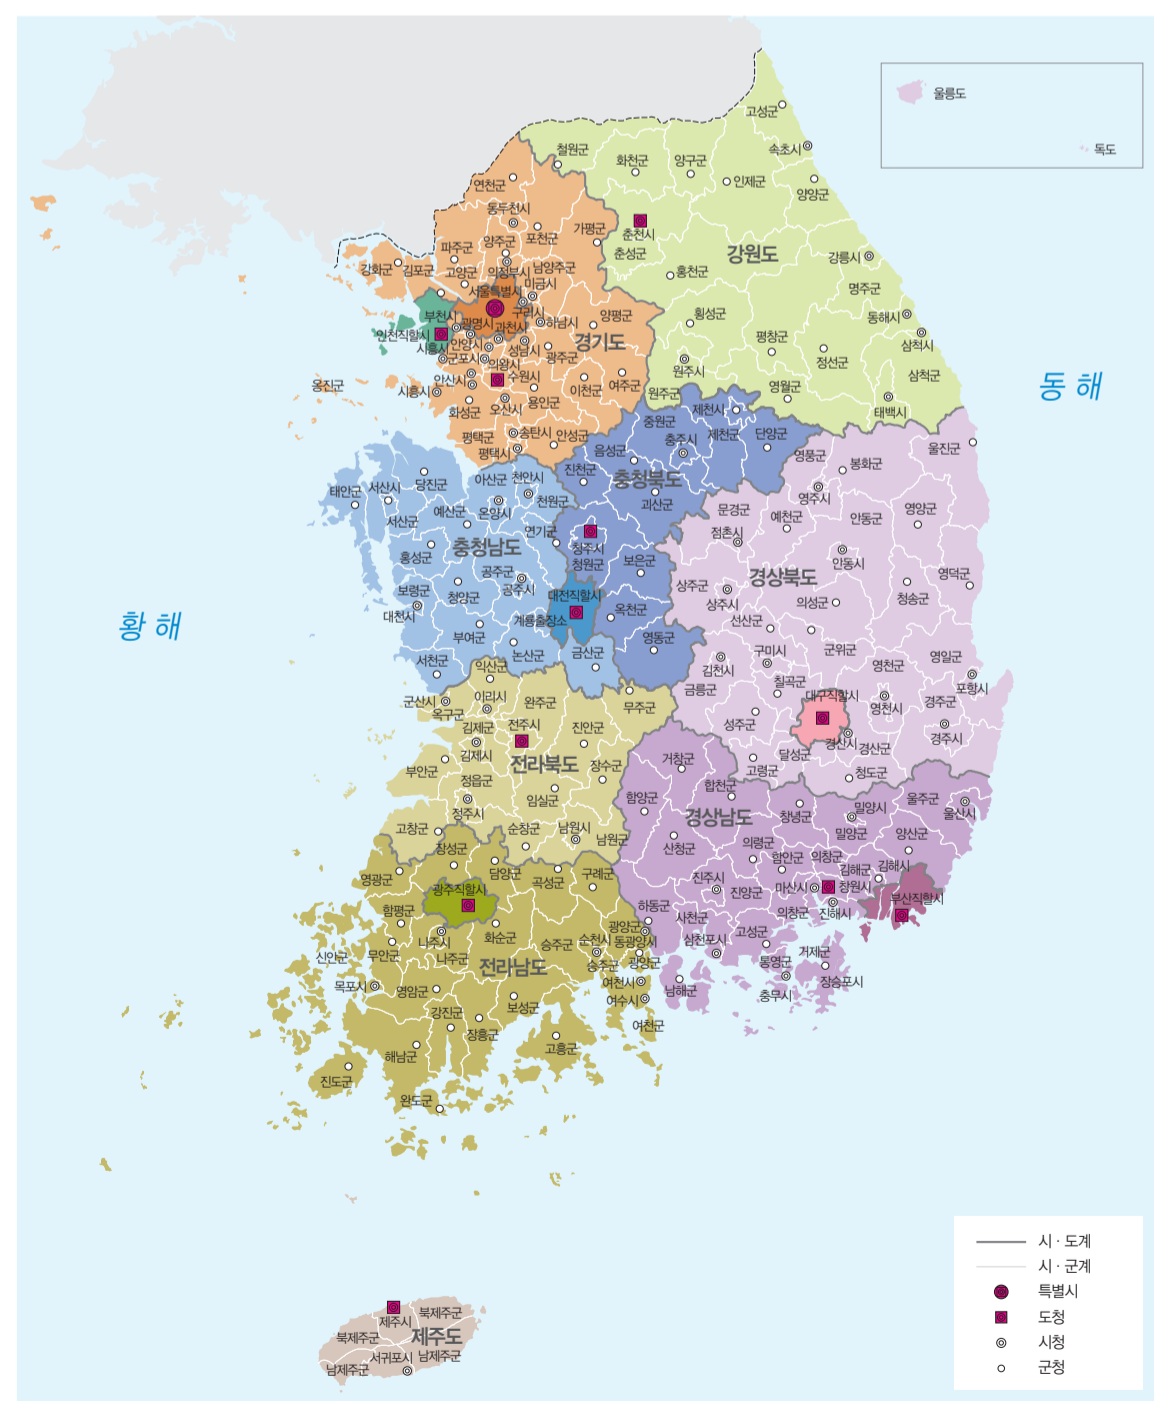 울릉도
독도
고성군
속초시
철원군
화천군
양구군
인제군
양양군
연천군
동두천시
포천군
가평군
춘천시
춘성군
강원도
강릉시
홍천군
명주군
파주군
양주군
의정부시
남양주군
강화군
김포군
고양군
미금시
서울특별시
구리시
하남시
양평군
횡성군
동해시
부천시
광명시
과천시
인천직할시
시흥시
안양시
성남시
광주군
경기도
평창군
정선군
삼척시
군포시
의왕시
수원시
이천군
여주군
원주시
원주군
영월군
삼척군
태백시
옹진군
안산시
시흥시
화성군
오산시
용인군
평택군
송탄시
안성군
평택시
동해
중원군
제천시
충주시
제천군
단양군
음성군
진천군
충청북도
괴산군
영풍군
봉화군
울진군
영주시
태안군
서산시
당진군
아산군
천안시
천원군
서산군
예산군
온양시
연기군
청주시
청원군
보은군
문경군
예천군
안동군
영양군
점촌시
안동시
충청남도
홍성군
공주군
공주시
청양군
보령군
대천시
대전직할시
계룡출장소
옥천군
경상북도
상주군
상주시
의성군
청송군
영덕군
황해
부여군
논산군
금산군
영동군
선산군
구미시
군위군
영천군
영일군
서천군
익산군
김천시
금릉군
칠곡군
대구직할시
영천시
경주군
포항시
군산시
옥구군
이리시
완주군
무주군
성주군
달성군
경산시
경산군
경주시
김제군
김제시
전주시
진안군
전라북도
장수군
고령군
청도군
부안군
정읍군
정주시
임실군
거창군
합천군
함양군
경상남도
창녕군
밀양시
밀양군
울주군
울산시
고창군
순창군
남원시
남원군
산청군
의령군
함안군
의창군
양산군
김해군
김해시
장성군
담양군
곡성군
구례군
영광군
광주직할시
진주시
진양군
마산시
창원시
부산직할시
함평군
하동군
사천군
의창군
진해시
나주시
나주군
화순군
승주군
순천시
승주군
광양군
동광양시
광양군
삼천포시
고성군
통영군
거제군
신안군
무안군
전라남도
여천시
남해군
충무시
장승포시
목포시
영암군
보성군
여수시
여천군
강진군
장흥군
고흥군
해남군
진도군
완도군
제주시
북제주군
북제주군
제주도
서귀포시
남제주군
남제주군
시 · 도계
시 · 군계
특별시
도청
시청
군청